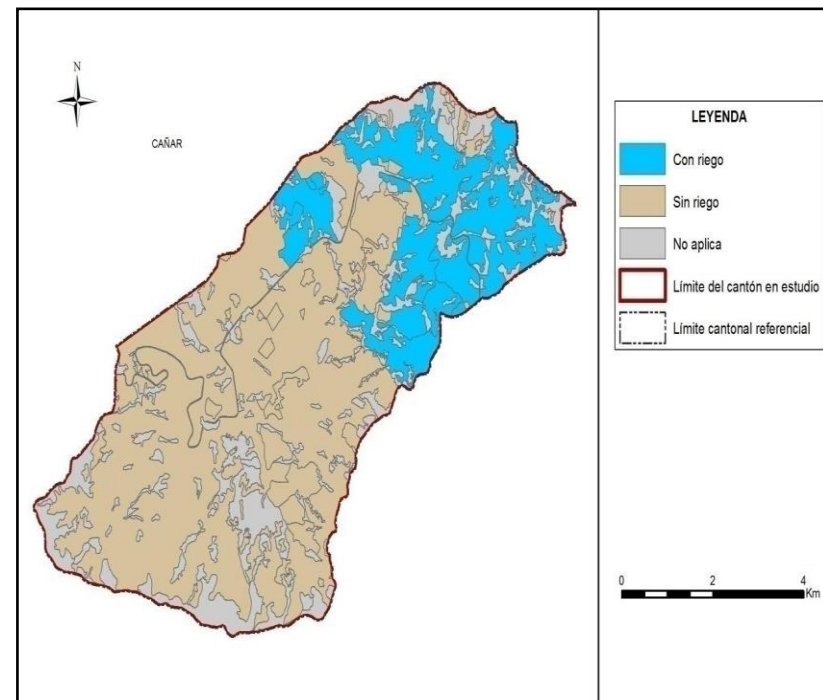 N
CAÑAR
LEYENDA
Con riego
Sin riego
No aplica
Límite del cantón en estudio
Límite cantonal referencial
0 2 4
Km